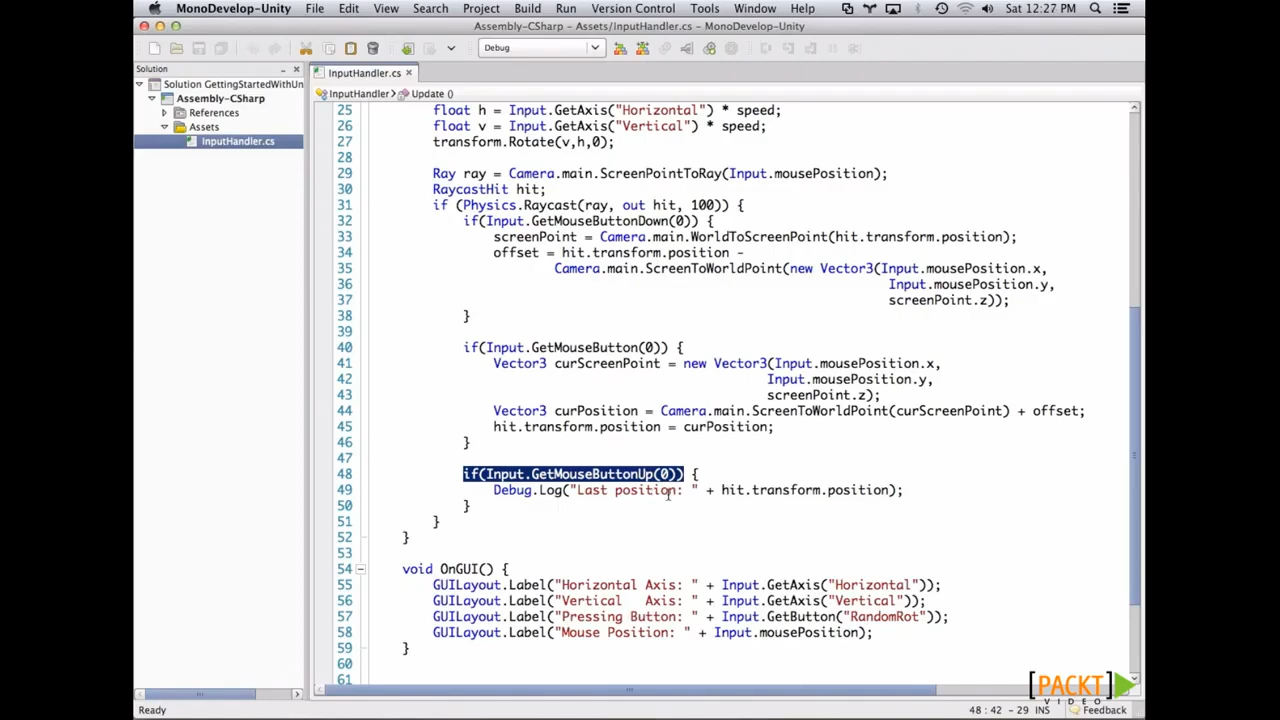 MonoDevelop-Unity File Edit View Search Project Build Run Version Control Tools Window Help Sat 12:27 PM
Assembly-CSharp - Assets/InputHandler.cs - MonoDevelop-Unity
Debug
Solution
InputHandler.cs
Solution GettingStartedWithUn
Assembly-CSharp
References
Assets
InputHandler.cs
InputHandler Update ()
25 float h = Input.GetAxis("Horizontal") * speed;
26 float v = Input.GetAxis("Vertical") * speed;
27 transform.Rotate(v,h,0);
28
29 Ray ray = Camera.main.ScreenPointToRay(Input.mousePosition);
30 RaycastHit hit;
31 if (Physics.Raycast(ray, out hit, 100)) {
32 if(Input.GetMouseButtonDown(0)) {
33 screenPoint = Camera.main.WorldToScreenPoint(hit.transform.position);
34 offset = hit.transform.position -
35 Camera.main.ScreenToWorldPoint(new Vector3(Input.mousePosition.x,
36 Input.mousePosition.y,
37 screenPoint.z));
38 }
39
40 if(Input.GetMouseButton(0)) {
41 Vector3 curScreenPoint = new Vector3(Input.mousePosition.x,
42 Input.mousePosition.y,
43 screenPoint.z);
44 Vector3 curPosition = Camera.main.ScreenToWorldPoint(curScreenPoint) + offset;
45 hit.transform.position = curPosition;
46 }
47
48 if(Input.GetMouseButtonUp(0)) {
49 Debug.Log("Last position: " + hit.transform.position);
50 }
51 }
52 }
53
54 void OnGUI() {
55 GUILayout.Label("Horizontal Axis: " + Input.GetAxis("Horizontal"));
56 GUILayout.Label("Vertical   Axis: " + Input.GetAxis("Vertical"));
57 GUILayout.Label("Pressing Button: " + Input.GetButton("RandomRot"));
58 GUILayout.Label("Mouse Position: " + Input.mousePosition);
59 }
60
61
[PACKT]
VIDEO
Ready 48 : 42 - 29 INS Feedback